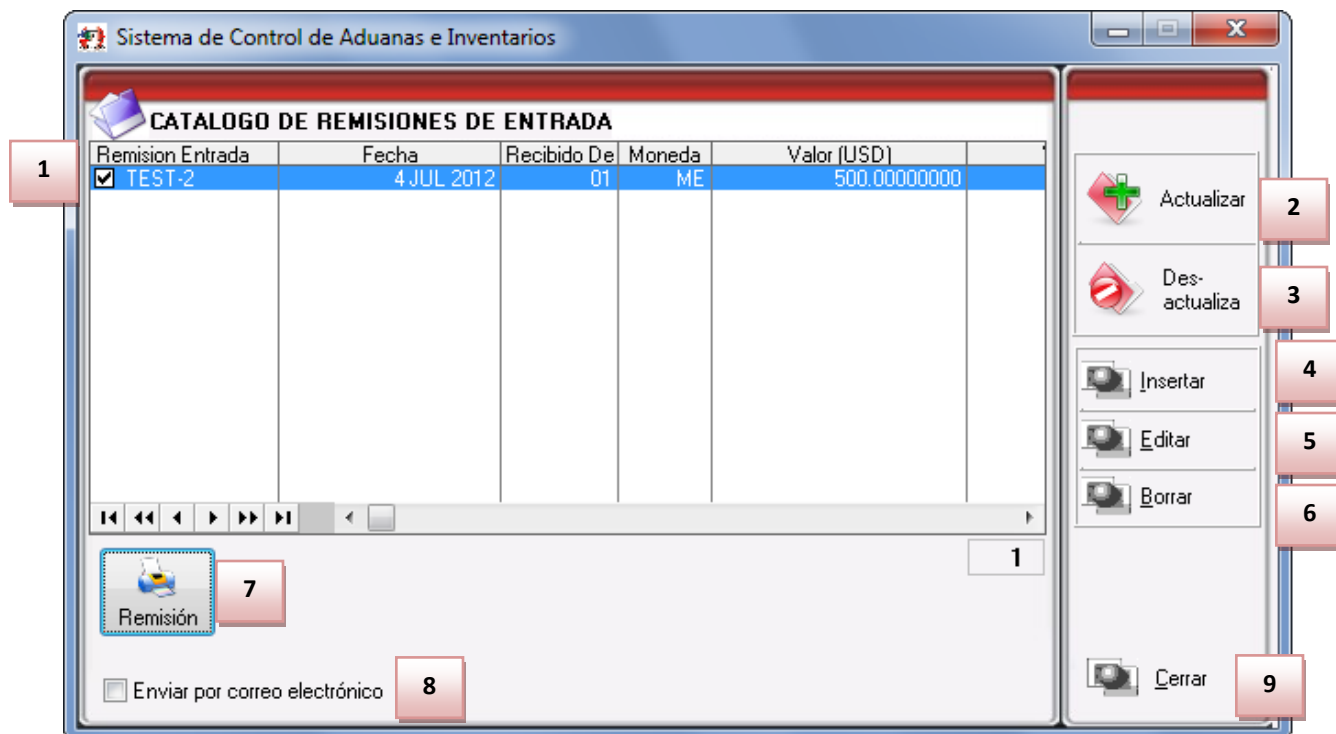 Sistema de Control de Aduanas e Inventarios
X
CATALOGO DE REMISIONES DE ENTRADA
Remision Entrada Fecha Recibido De Moneda Valor (USD)
1
TEST-2 4 JUL 2012 01 ME 500.00000000
Actualizar
2
Des-
actualiza
3
Insertar
4
Editar
5
Borrar
6
1
Remisión
7
Enviar por correo electrónico
8
Cerrar
9